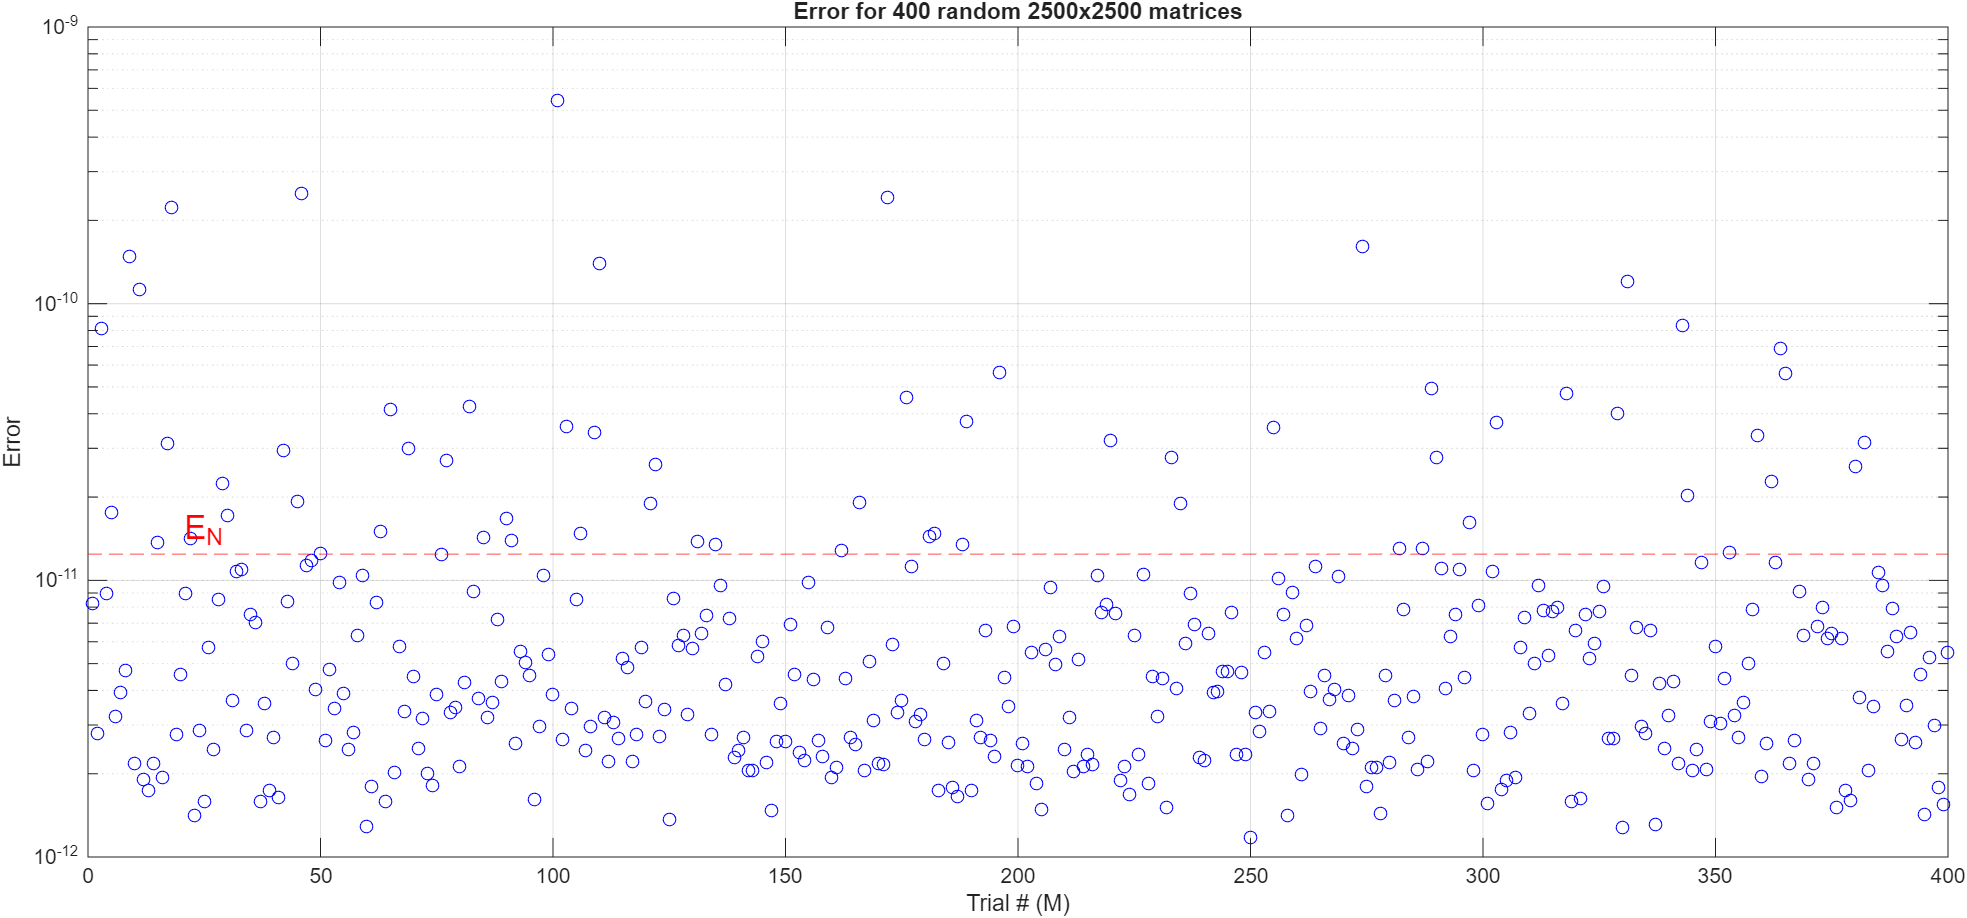 Error for 400 random 2500x2500 matrices
10^-9
10^-10
10^-11
10^-12
Error
E_N
0 50 100 150 200 250 300 350 400
Trial # (M)